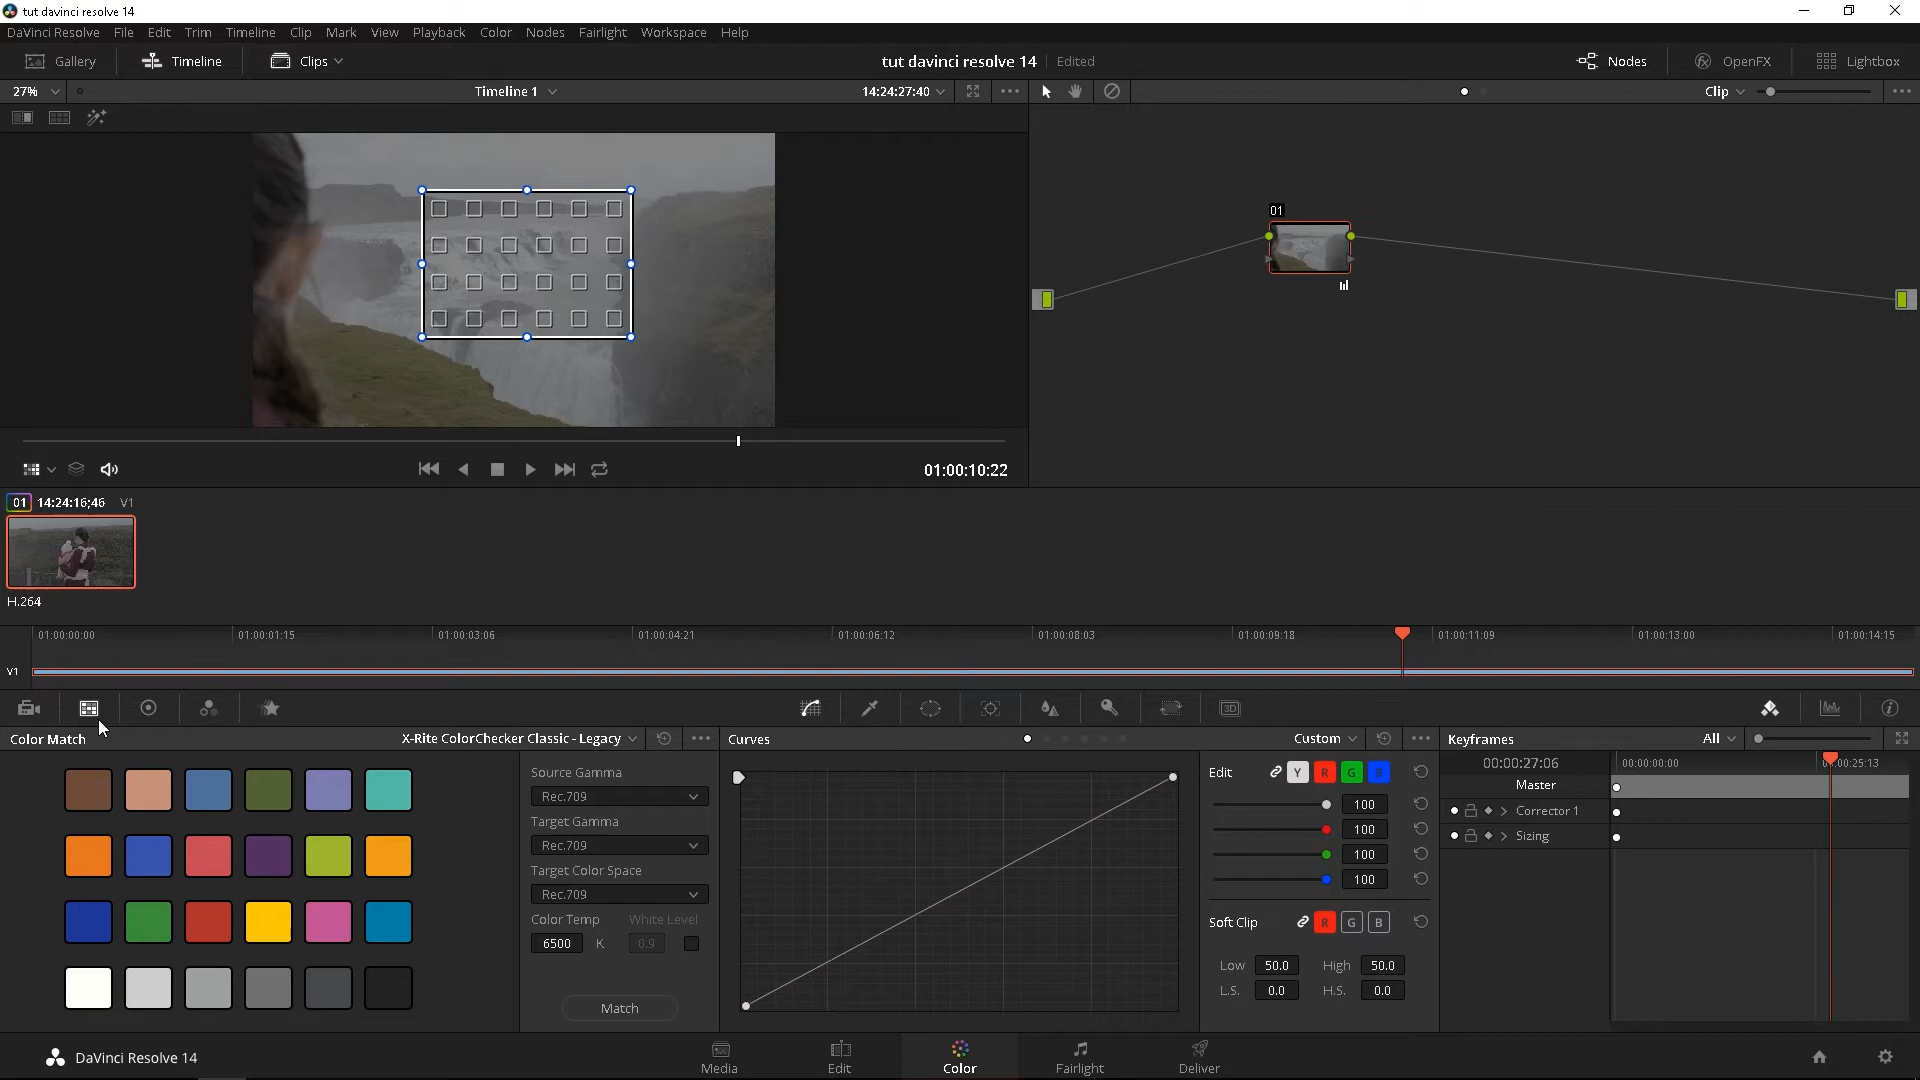 tut davinci resolve 14
DaVinci Resolve File Edit Trim Timeline Clip Mark View Playback Color Nodes Fairlight Workspace Help
Gallery Timeline Clips tut davinci resolve 14 Edited Nodes OpenFX Lightbox
27% Timeline 1 14:24:27:40 Clip
01
01:00:10:22
01 14:24:16;46 V1
H.264
01:00:00:00 01:00:01:15 01:00:03:06 01:00:04:21 01:00:06:12 01:00:08:03 01:00:09:18 01:00:11:09 01:00:13:00 01:00:14:15
V1
3D
Color Match X-Rite ColorChecker Classic - Legacy Curves Custom Keyframes All
Source Gamma
Rec.709
Target Gamma
Rec.709
Target Color Space
Rec.709
Color Temp White Level
6500 K 0.9
Match
Edit Y R G B
100
100
100
100
Soft Clip R G B
Low 50.0 High 50.0
L.S. 0.0 H.S. 0.0
00:00:27:06 00:00:00:00 00:00:25:13
Master
Corrector 1
Sizing
DaVinci Resolve 14 Media Edit Color Fairlight Deliver